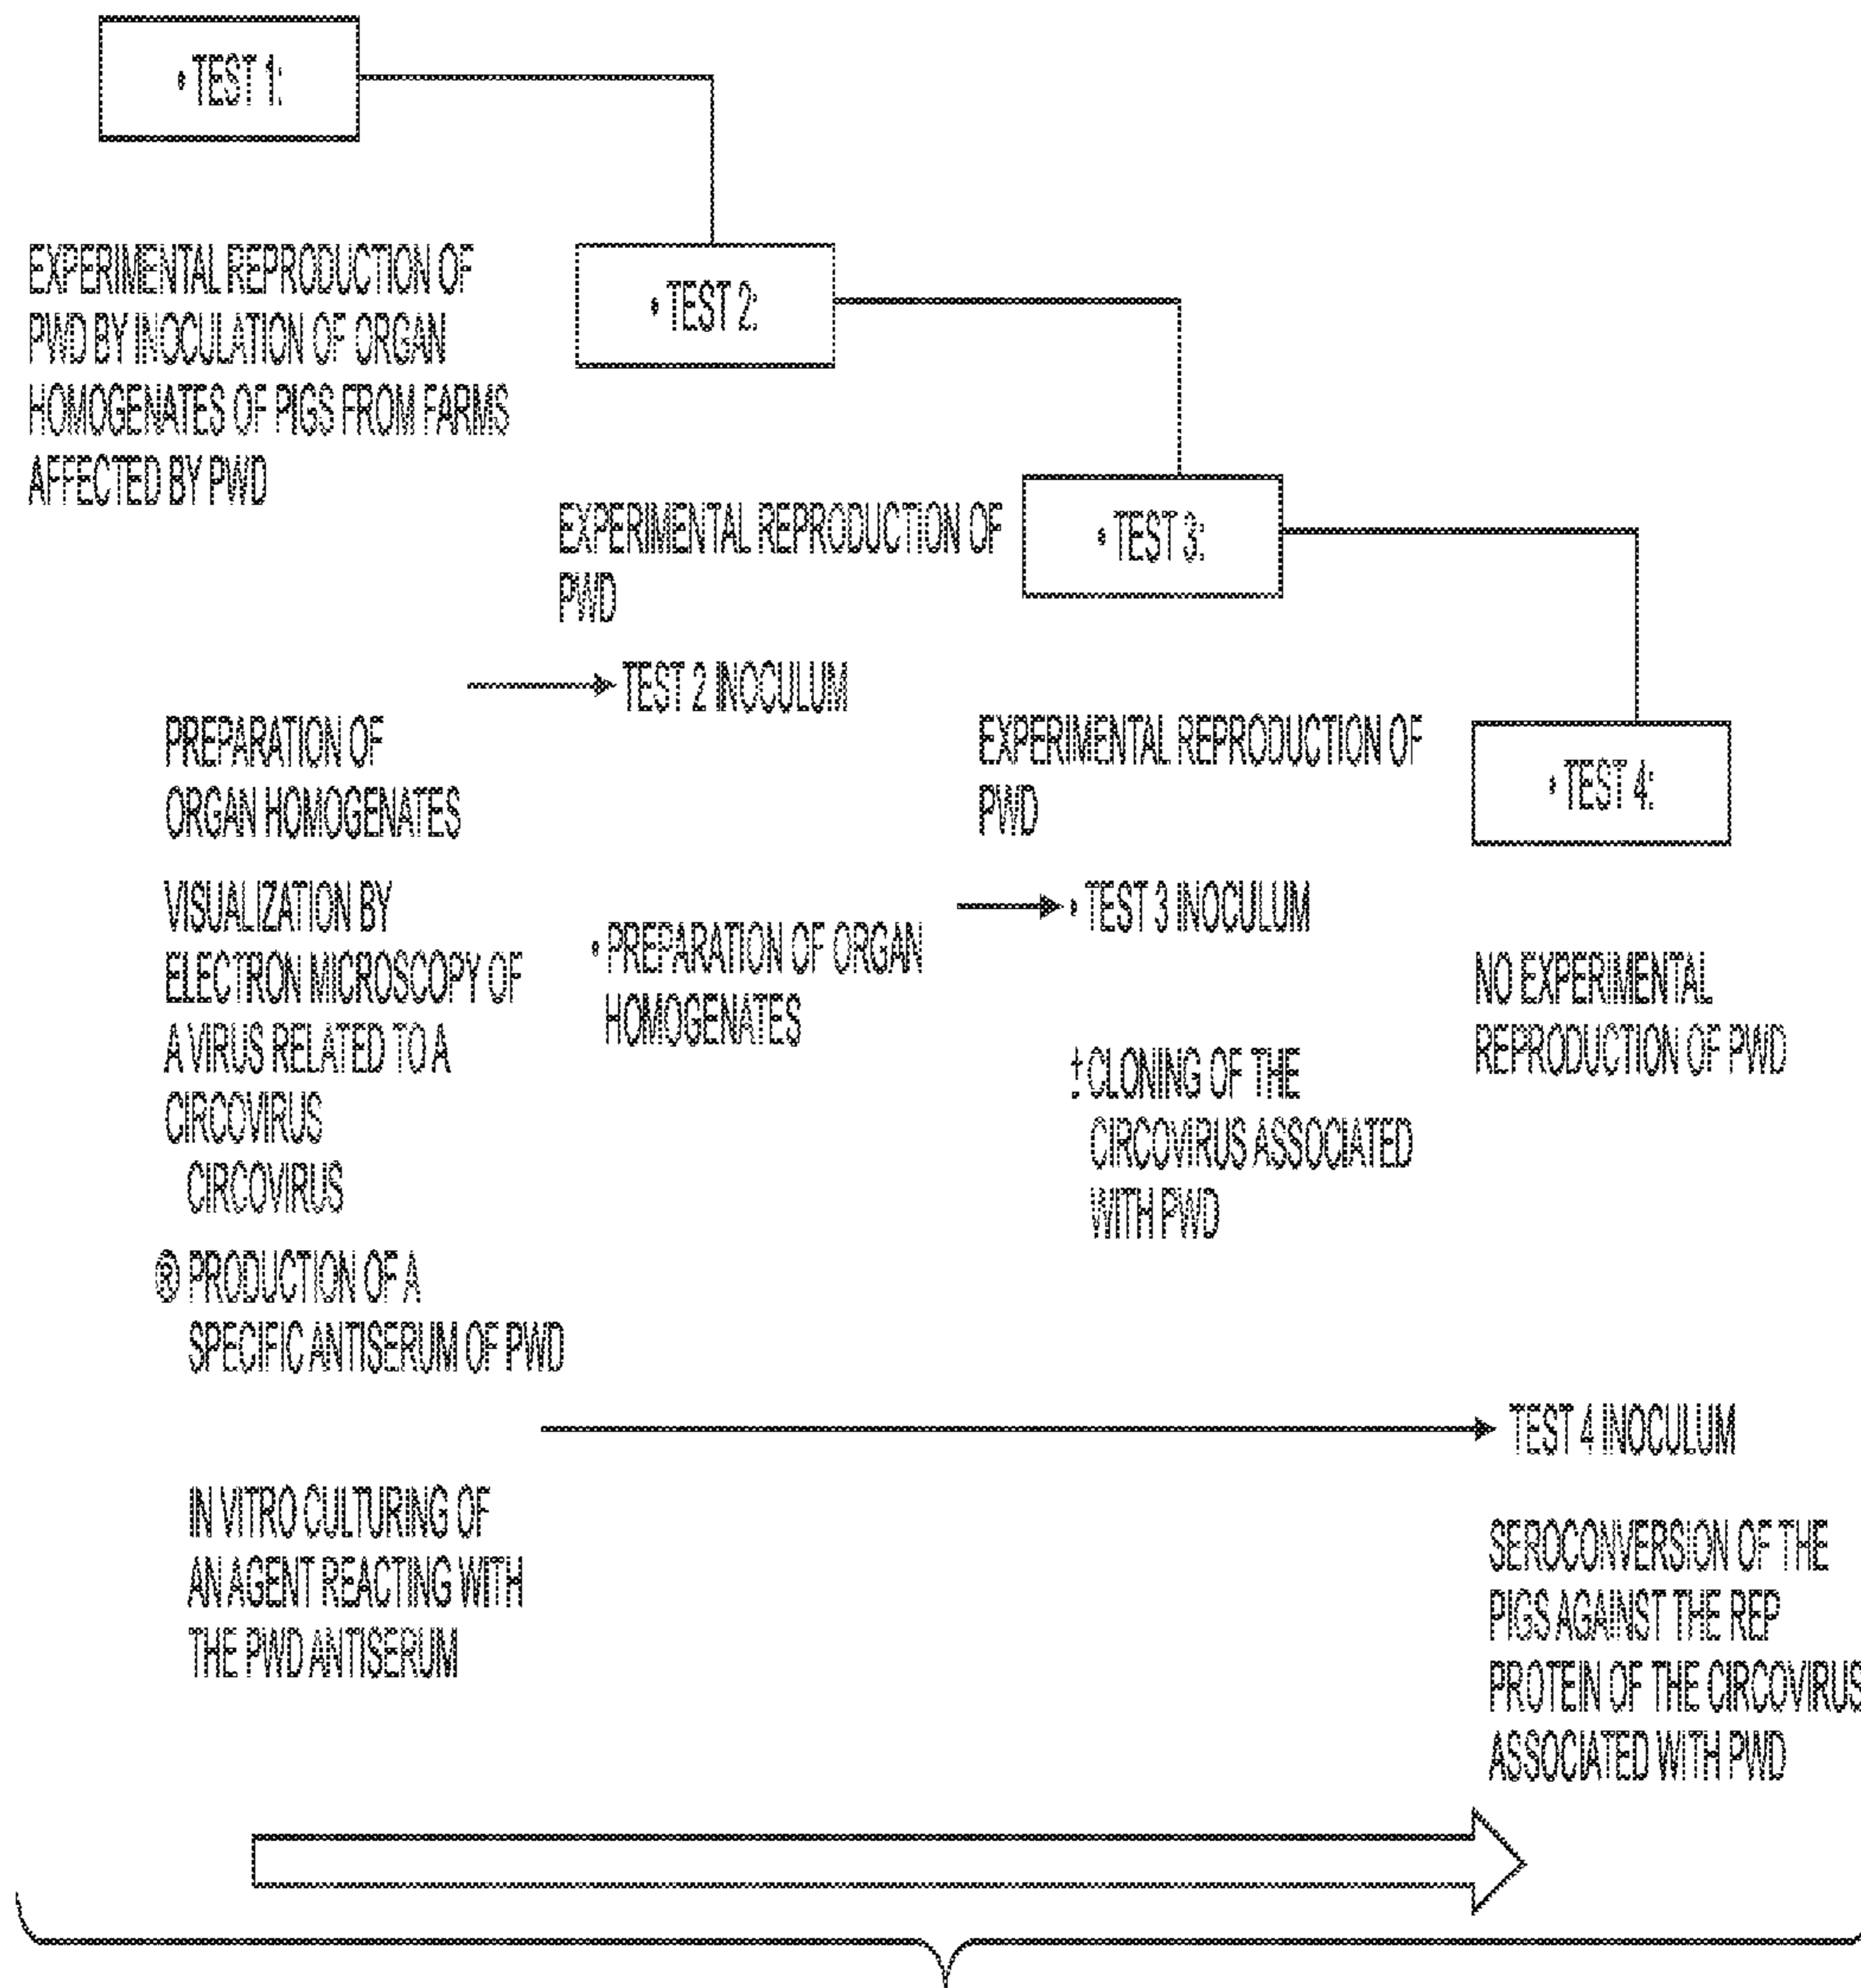 • TEST 1:
EXPERIMENTAL REPRODUCTION OF
PWD BY INOCULATION OF ORGAN
HOMOGENATES OF PIGS FROM FARMS
AFFECTED BY PWD
PREPARATION OF
ORGAN HOMOGENATES
VISUALIZATION BY
ELECTRON MICROSCOPY OF
A VIRUS RELATED TO A
CIRCOVIRUS
CIRCOVIRUS
® PRODUCTION OF A
SPECIFIC ANTISERUM OF PWD
IN VITRO CULTURING OF
AN AGENT REACTING WITH
THE PWD ANTISERUM
• TEST 2:
EXPERIMENTAL REPRODUCTION OF
PWD
TEST 2 INOCULUM
• PREPARATION OF ORGAN
HOMOGENATES
• TEST 3:
EXPERIMENTAL REPRODUCTION OF
PWD
• TEST 3 INOCULUM
‡ CLONING OF THE
CIRCOVIRUS ASSOCIATED
WITH PWD
• TEST 4:
NO EXPERIMENTAL
REPRODUCTION OF PWD
TEST 4 INOCULUM
SEROCONVERSION OF THE
PIGS AGAINST THE REP
PROTEIN OF THE CIRCOVIRUS
ASSOCIATED WITH PWD